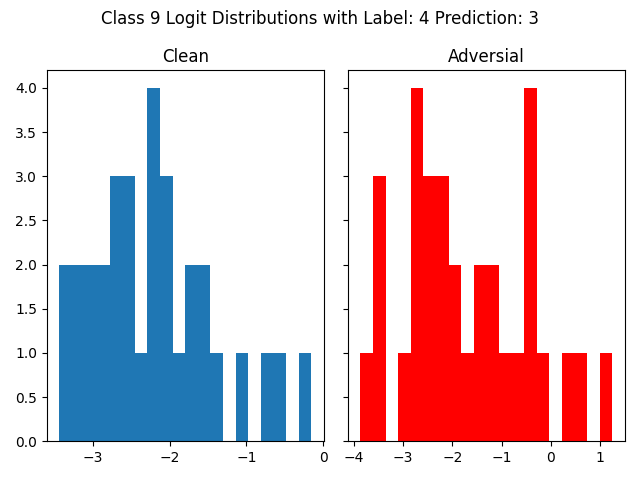 Class 9 Logit Distributions with Label: 4 Prediction: 3
Clean
Adversial
4.0
3.5
3.0
2.5
2.0
1.5
1.0
0.5
0.0
−3 −2 −1 0
−4 −3 −2 −1 0 1